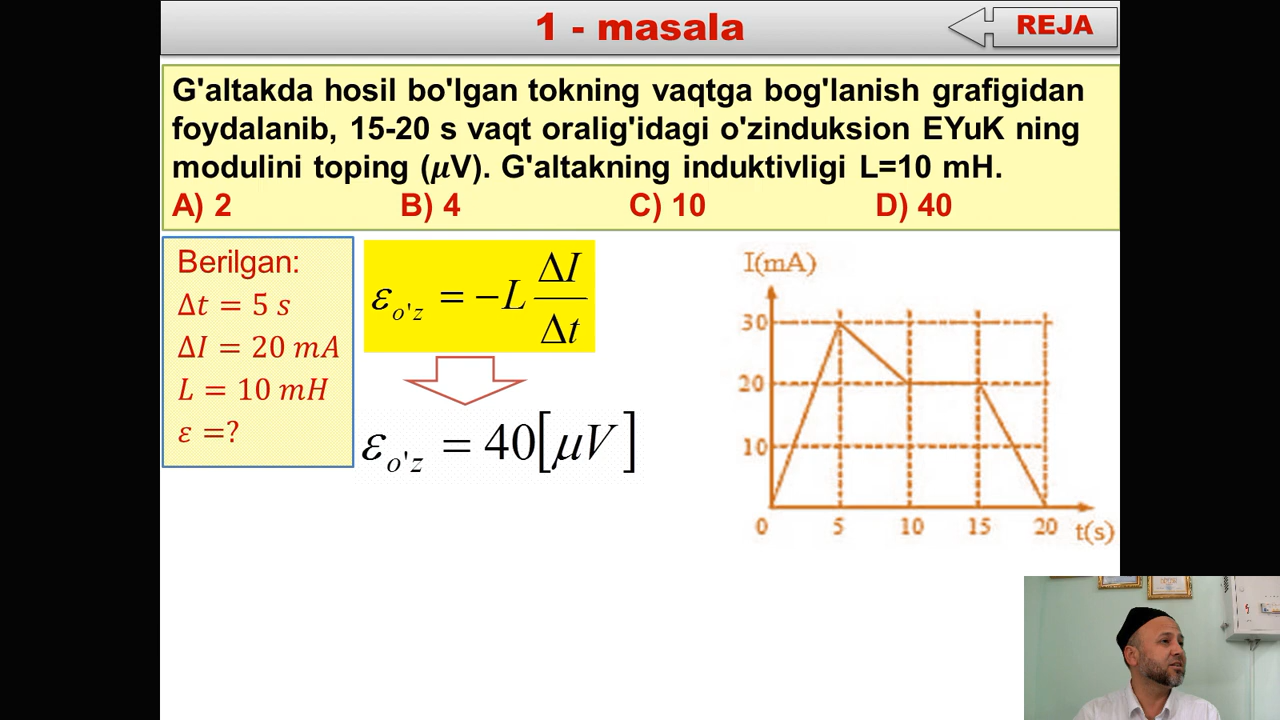 1 - masala
REJA
G'altakda hosil bo'lgan tokning vaqtga bog'lanish grafigidan
foydalanib, 15-20 s vaqt oralig'idagi o'zinduksion EYuK ning
modulini toping (𝝁V). G'altakning induktivligi L=10 mH.
A) 2 B) 4 C) 10 D) 40
Berilgan:
Δt = 5 s
ΔI = 20 mA
L = 10 mH
ε =?
ε_o'z = −L ΔI/Δt
ε_o'z = 40[μV]
I(mA)
30
20
10
0 5 10 15 20 t(s)